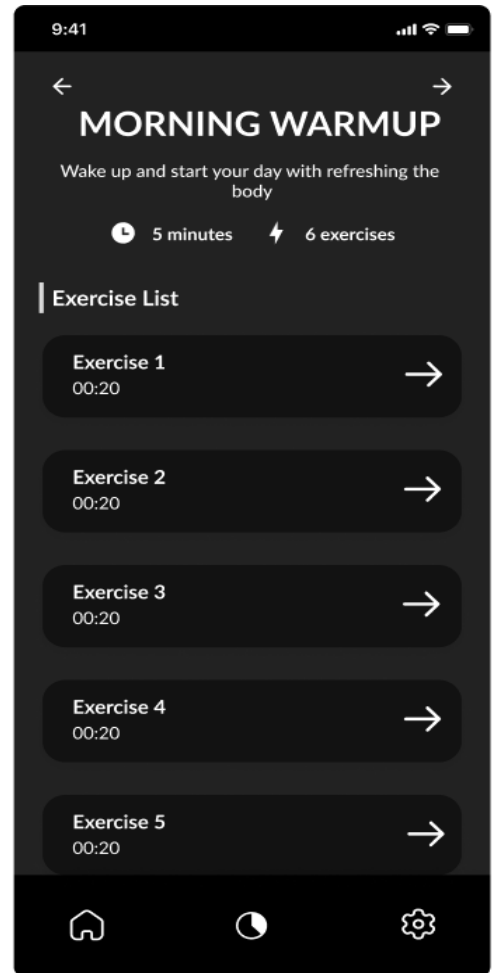 9:41
MORNING WARMUP
Wake up and start your day with refreshing the
body
5 minutes 6 exercises
Exercise List
Exercise 1
00:20
Exercise 2
00:20
Exercise 3
00:20
Exercise 4
00:20
Exercise 5
00:20